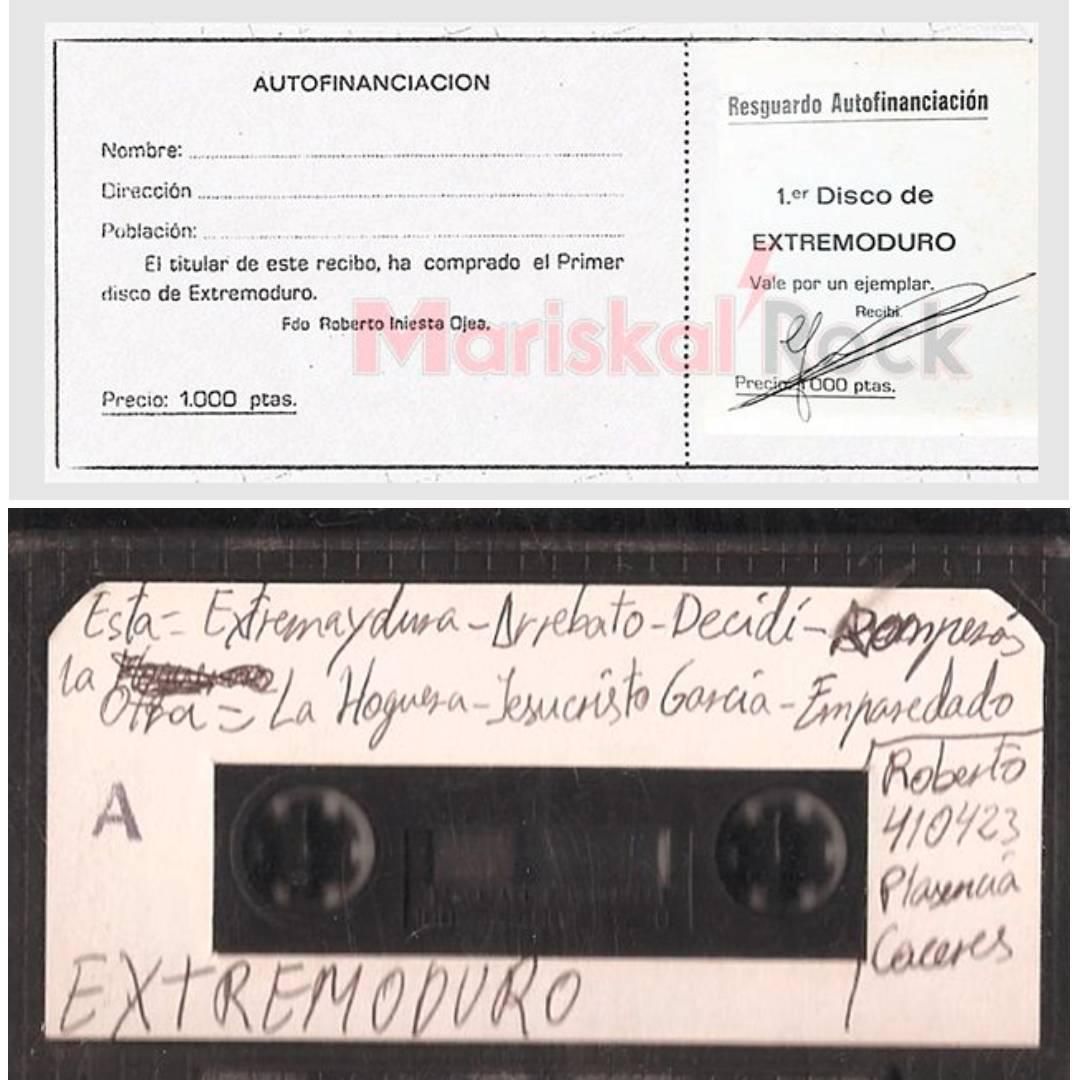 AUTOFINANCIACION
Nombre:
Dirección
Población:
El titular de este recibo, ha comprado el Primer
disco de Extremoduro.
Fdo Roberto Iniesta Ojea.
Precio: 1.000 ptas.
Resguardo Autofinanciación
1.er Disco de
EXTREMODURO
Vale por un ejemplar.
Recibí.
Precio: 1.000 ptas.
Mariskal Rock
Esta = Extremaydura - Arrebato - Decidí - Romperás
la
Otra = La Hoguera - Jesucristo García - Emparedado
A
Roberto
410423
Plasencia
Caceres
EXTREMODURO